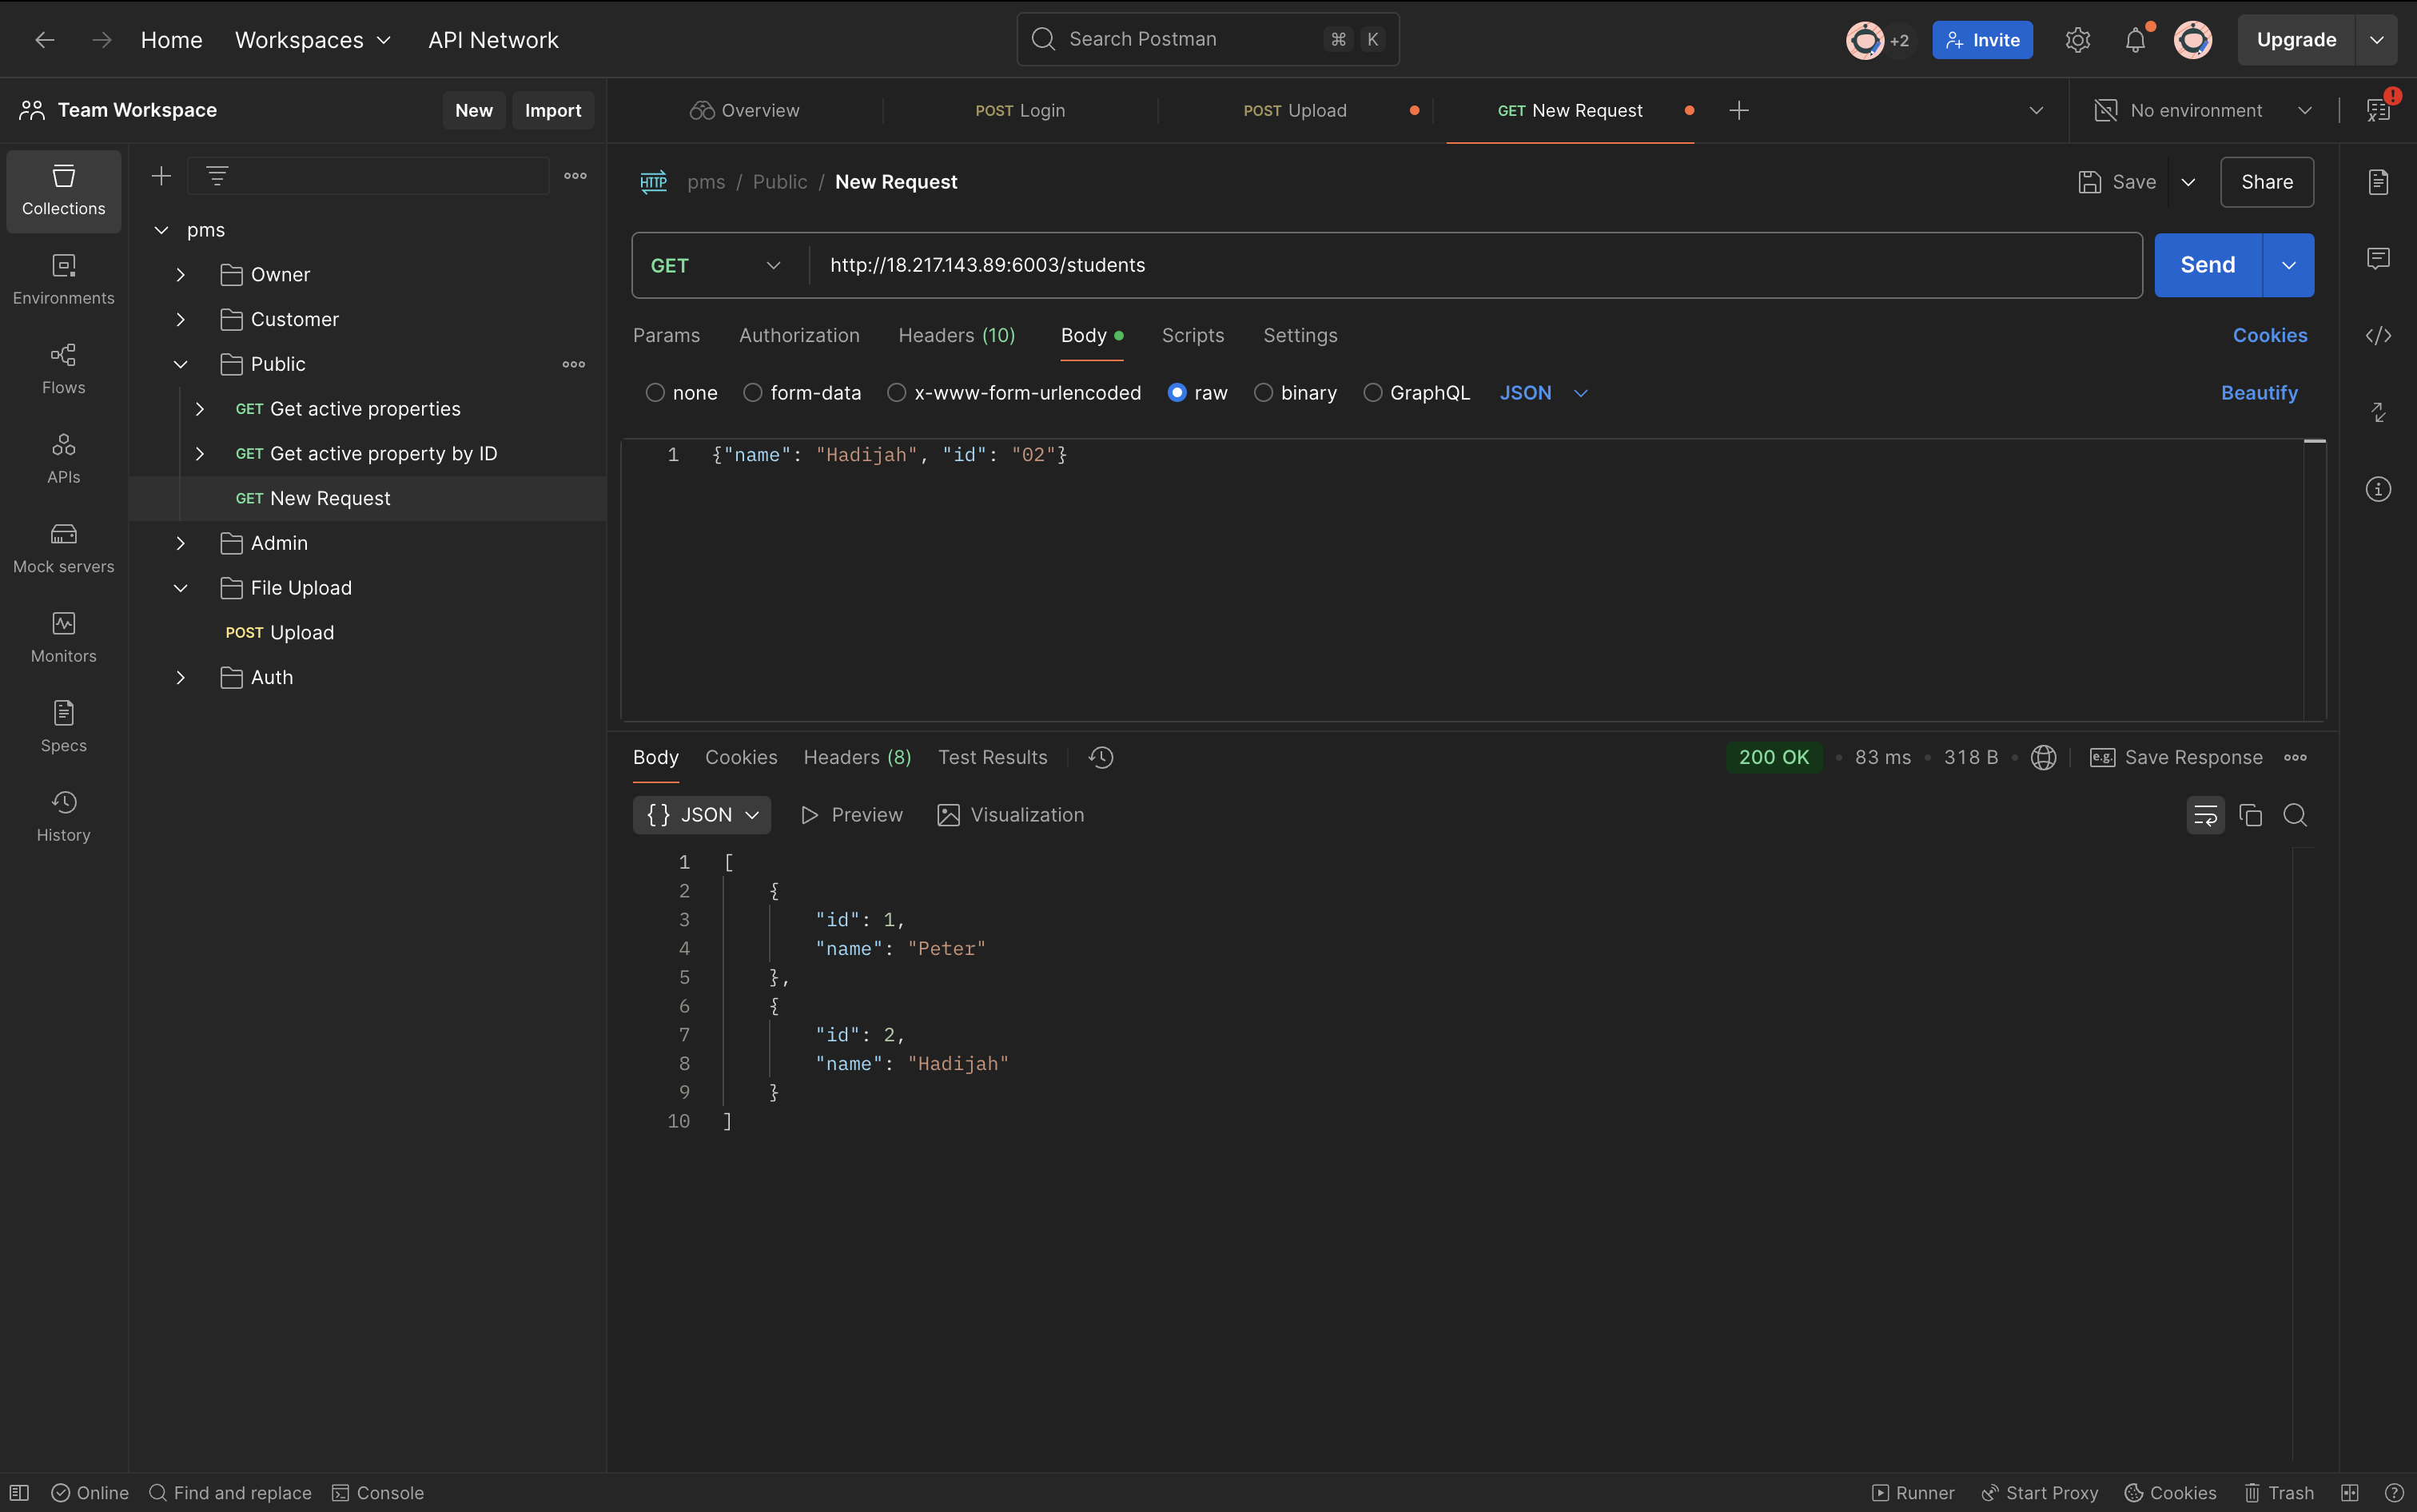 Home Workspaces API Network Search Postman ⌘ K +2 Invite Upgrade
Team Workspace New Import
Overview POST Login POST Upload GET New Request No environment
Collections
Environments
Flows
APIs
Mock servers
Monitors
Specs
History
pms
Owner
Customer
Public
GET Get active properties
GET Get active property by ID
GET New Request
Admin
File Upload
POST Upload
Auth
HTTP pms / Public / New Request Save Share
GET http://18.217.143.89:6003/students Send
Params Authorization Headers (10) Body Scripts Settings Cookies
none form-data x-www-form-urlencoded raw binary GraphQL JSON Beautify
1 {"name": "Hadijah", "id": "02"}
Body Cookies Headers (8) Test Results 200 OK • 83 ms • 318 B • e.g. Save Response
{} JSON Preview Visualization
1 [
2 {
3 "id": 1,
4 "name": "Peter"
5 },
6 {
7 "id": 2,
8 "name": "Hadijah"
9 }
10 ]
Online Find and replace Console Runner Start Proxy Cookies Trash